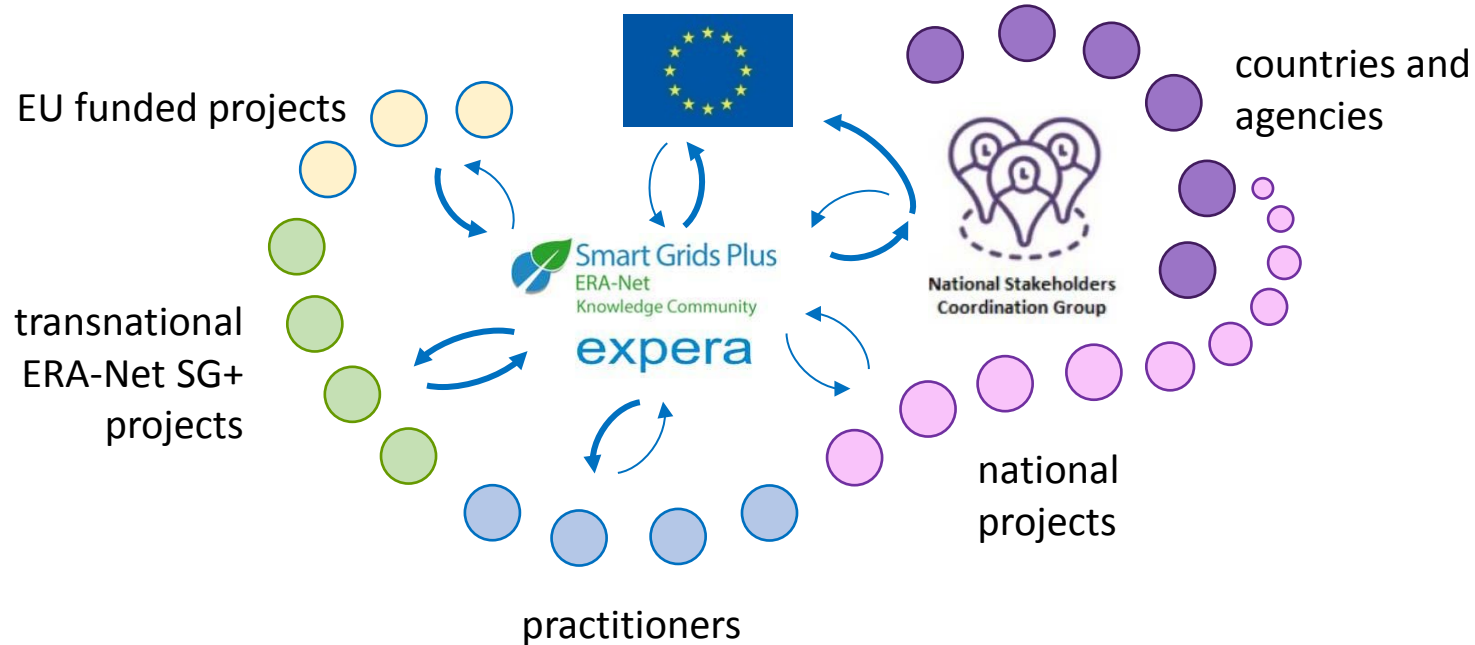 EU funded projects
countries and
agencies
Smart Grids Plus
ERA-Net
Knowledge Community
expera
National Stakeholders
Coordination Group
transnational
ERA-Net SG+
projects
national
projects
practitioners